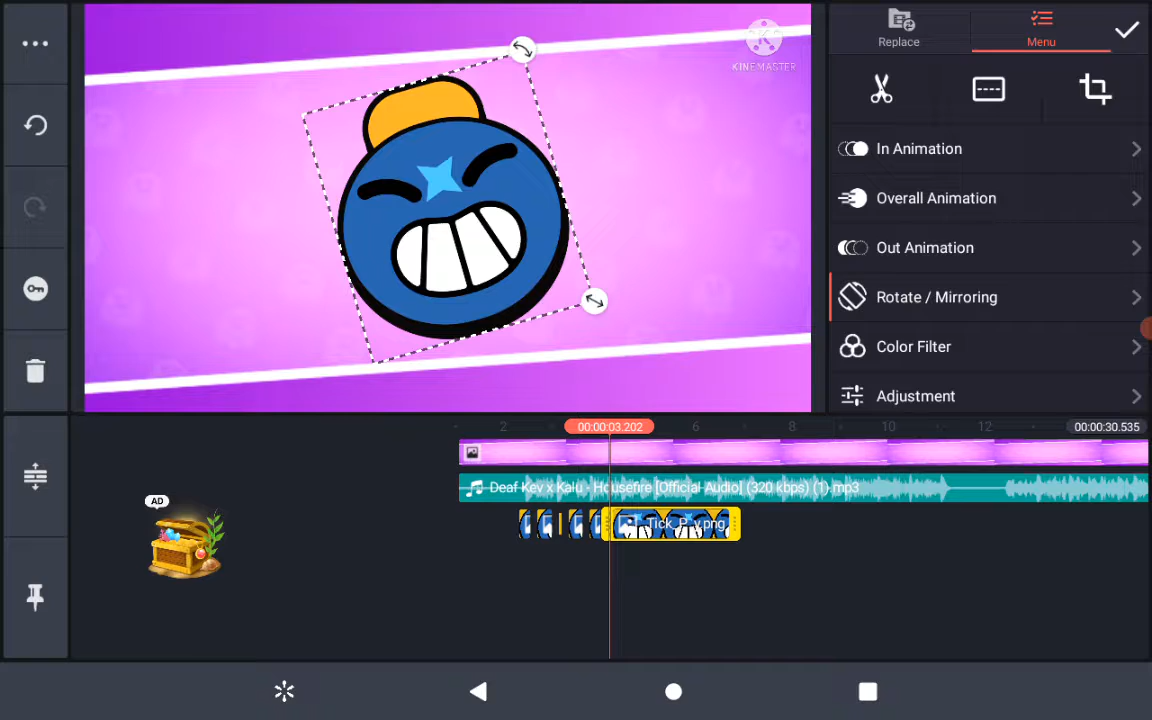 Replace
Menu
KINEMASTER
In Animation
Overall Animation
Out Animation
Rotate / Mirroring
Color Filter
Adjustment
2
00:00:03.202
6
8
10
12
00:00:30.535
Deaf Kev x Kalu - Housefire [Official Audio] (320 kbps) (1).mp3
AD